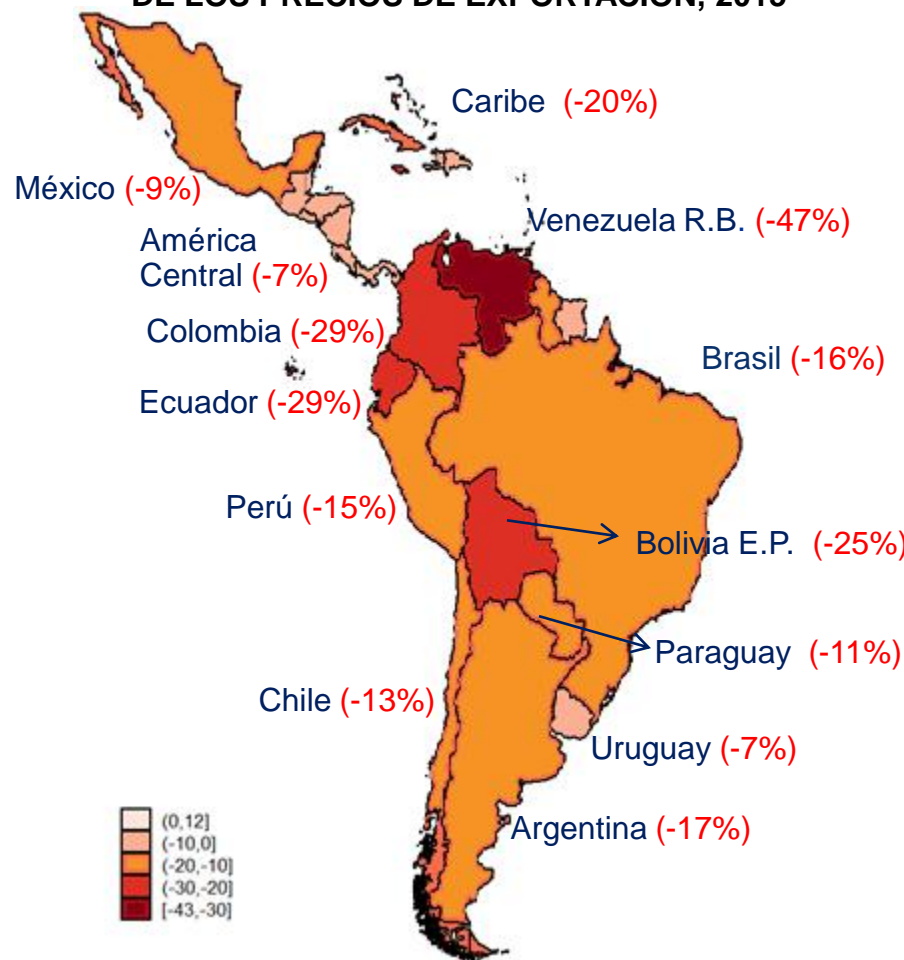 Caribe (-20%)
México (-9%)
Venezuela R.B. (-47%)
América
Central (-7%)
Colombia (-29%)
Brasil (-16%)
Ecuador (-29%)
Perú (-15%)
Bolivia E.P. (-25%)
Paraguay (-11%)
Chile (-13%)
Uruguay (-7%)
Argentina (-17%)
(0,12]
(-10,0]
(-20,-10]
(-30,-20]
[-43,-30]